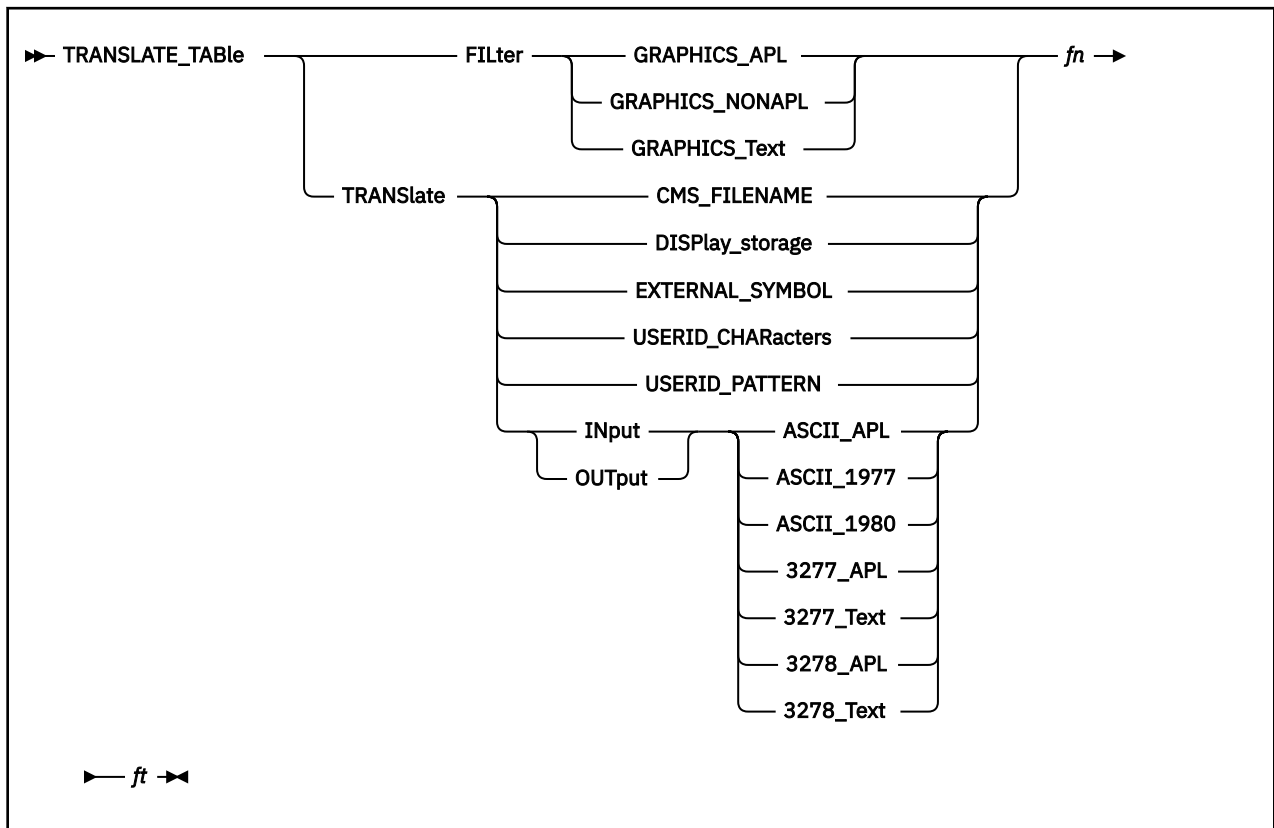 TRANSLATE_TABle FILter GRAPHICS_APL fn
GRAPHICS_NONAPL
GRAPHICS_Text
TRANSlate CMS_FILENAME
DISPlay_storage
EXTERNAL_SYMBOL
USERID_CHARacters
USERID_PATTERN
INput ASCII_APL
OUTput ASCII_1977
ASCII_1980
3277_APL
3277_Text
3278_APL
3278_Text
ft